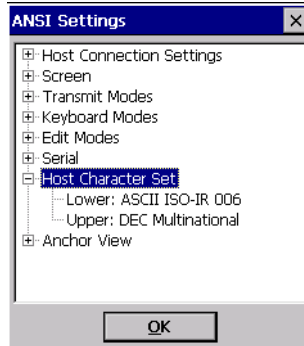 ANSI Settings
Host Connection Settings
Screen
Transmit Modes
Keyboard Modes
Edit Modes
Serial
Host Character Set
Lower: ASCII ISO-IR 006
Upper: DEC Multinational
Anchor View
OK